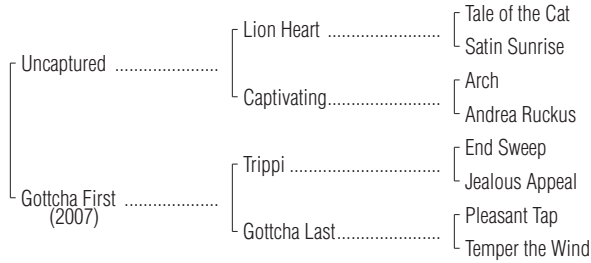 Tale of the Cat
Lion Heart ........................
Satin Sunrise
Uncaptured ......................
Arch
Captivating........................
Andrea Ruckus
End Sweep
Trippi ................................
Jealous Appeal
Gottcha First ....................
(2007)
Pleasant Tap
Gottcha Last......................
Temper the Wind